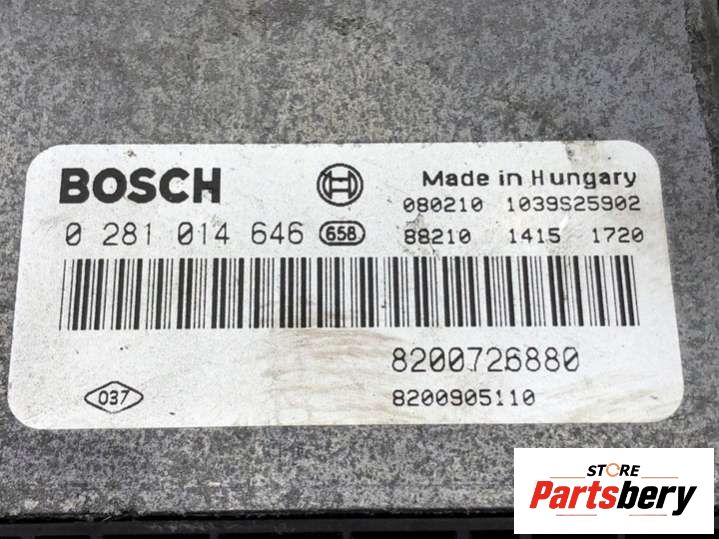 BOSCH
Made in Hungary
080210 1039S25902
0 281 014 646 658
88210 1415 1720
8200726880
037
8200905110
STORE
Partsbery